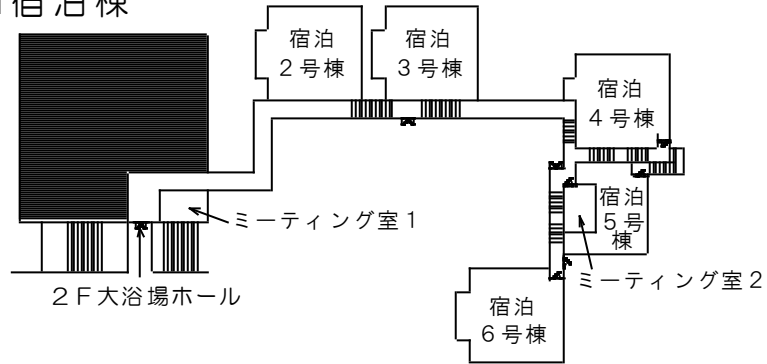 宿泊棟
宿泊
2号棟
宿泊
3号棟
宿泊
4号棟
ミーティング室1
宿泊
5号
棟
2F大浴場ホール
ミーティング室2
宿泊
6号棟